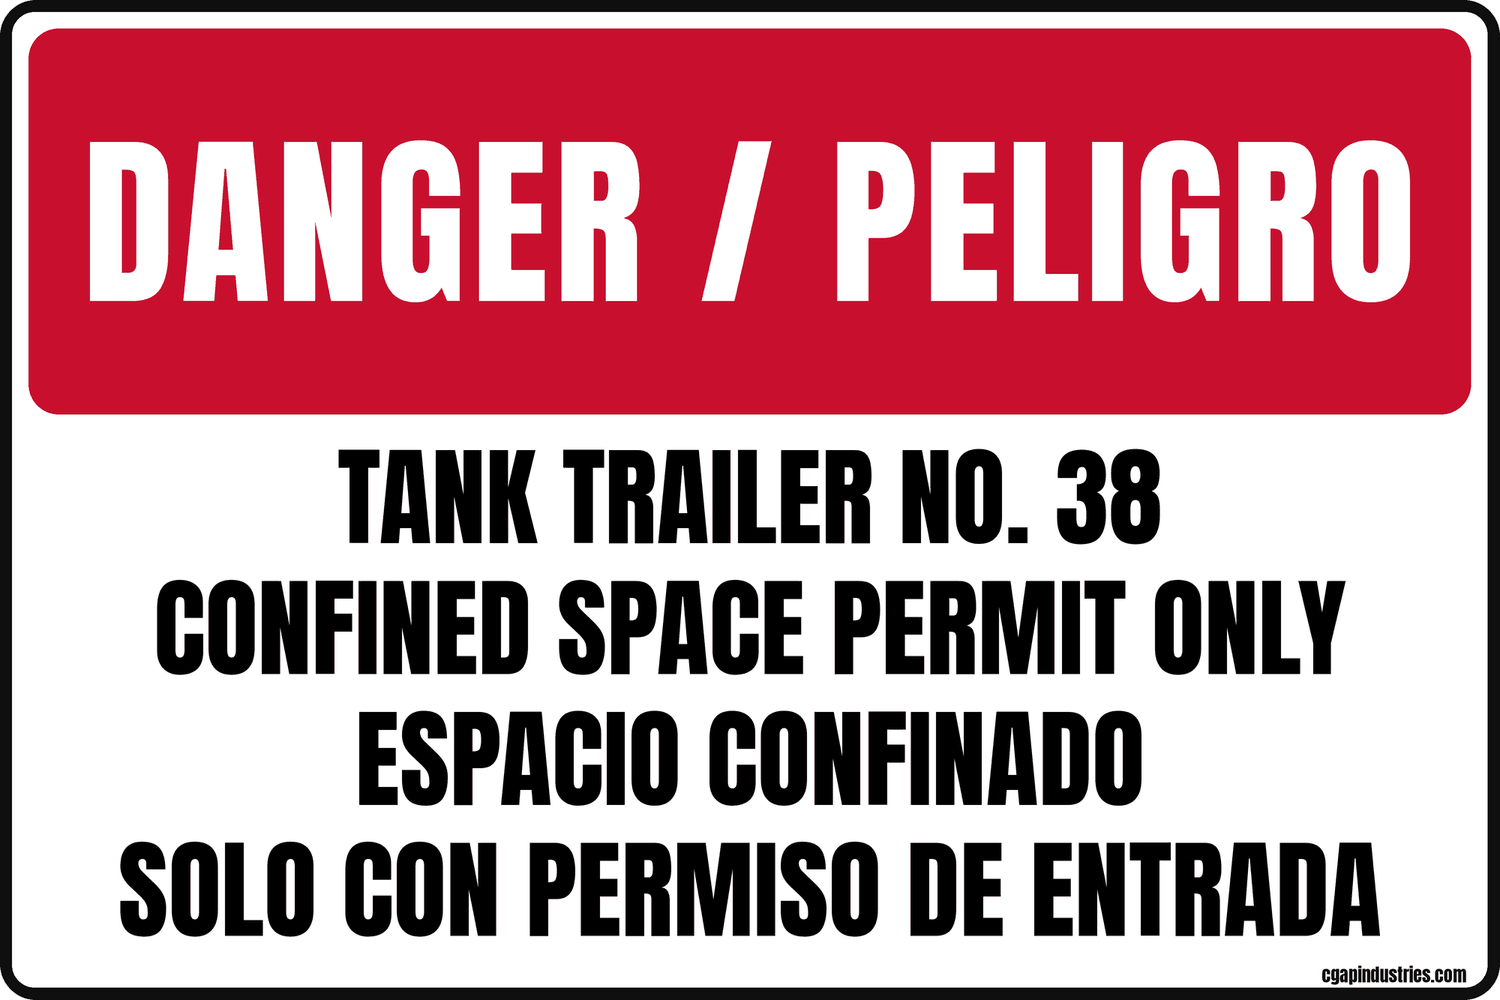 DANGER / PELIGRO
TANK TRAILER NO. 38
CONFINED SPACE PERMIT ONLY
ESPACIO CONFINADO
SOLO CON PERMISO DE ENTRADA
cgapindustries.com